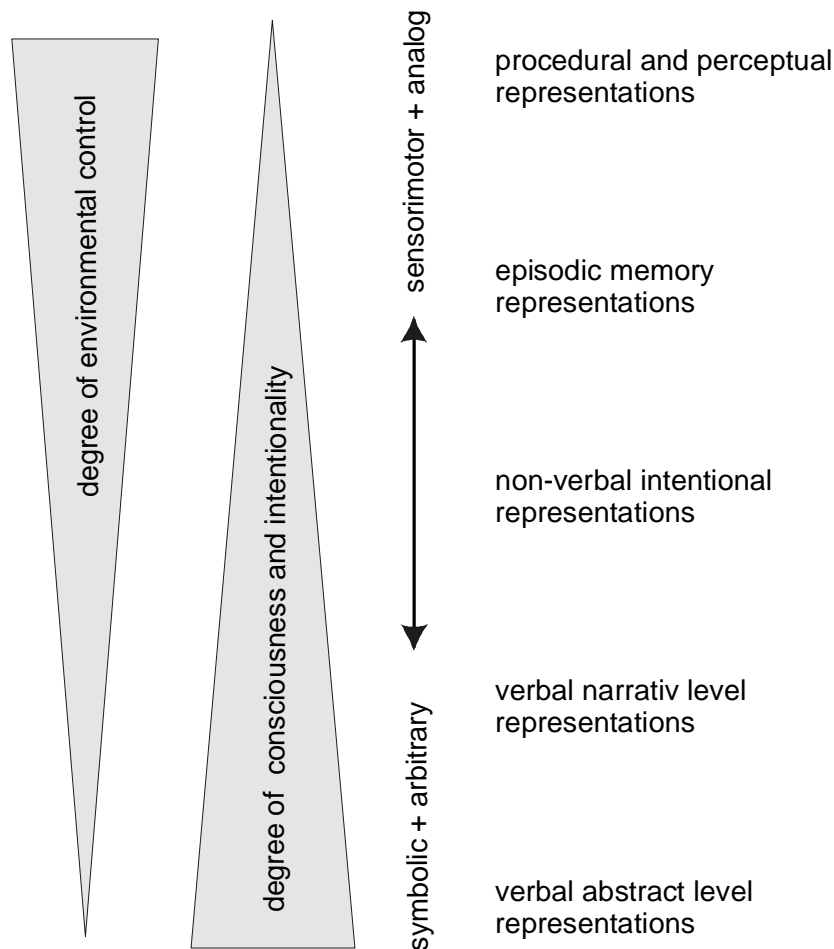 degree of environmental control
degree of  consciousness and intentionality
sensorimotor + analog
symbolic + arbitrary
procedural and perceptual
representations
episodic memory
representations
non-verbal intentional
representations
verbal narrativ level
representations
verbal abstract level
representations